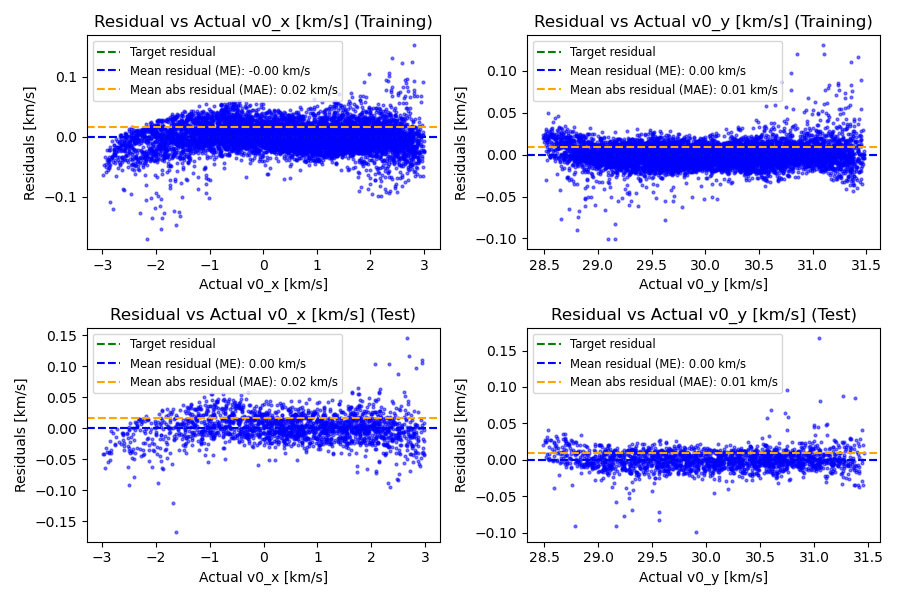 Residual vs Actual v0_x [km/s] (Training)
Residuals [km/s]
0.1
0.0
−0.1
Target residual
Mean residual (ME): -0.00 km/s
Mean abs residual (MAE): 0.02 km/s
−3 −2 −1 0 1 2 3
Actual v0_x [km/s]
Residual vs Actual v0_y [km/s] (Training)
Residuals [km/s]
0.10
0.05
0.00
−0.05
−0.10
Target residual
Mean residual (ME): 0.00 km/s
Mean abs residual (MAE): 0.01 km/s
28.5 29.0 29.5 30.0 30.5 31.0 31.5
Actual v0_y [km/s]
Residual vs Actual v0_x [km/s] (Test)
Residuals [km/s]
0.15
0.10
0.05
0.00
−0.05
−0.10
−0.15
Target residual
Mean residual (ME): 0.00 km/s
Mean abs residual (MAE): 0.02 km/s
−3 −2 −1 0 1 2 3
Actual v0_x [km/s]
Residual vs Actual v0_y [km/s] (Test)
Residuals [km/s]
0.15
0.10
0.05
0.00
−0.05
−0.10
Target residual
Mean residual (ME): 0.00 km/s
Mean abs residual (MAE): 0.01 km/s
28.5 29.0 29.5 30.0 30.5 31.0 31.5
Actual v0_y [km/s]